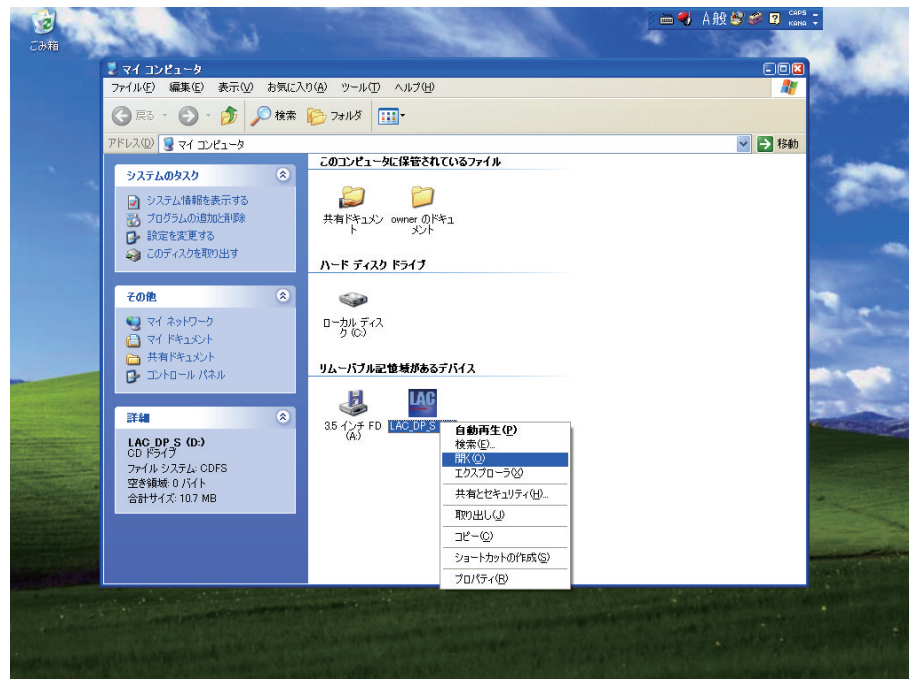 ごみ箱
A般
CAPS
KANA
マイ コンピュータ
ファイル(F) 編集(E) 表示(V) お気に入り(A) ツール(T) ヘルプ(H)
戻る 検索 フォルダ
アドレス(D) マイ コンピュータ 移動
システムのタスク
システム情報を表示する
プログラムの追加と削除
設定を変更する
このディスクを取り出す
その他
マイ ネットワーク
マイ ドキュメント
共有ドキュメント
コントロール パネル
詳細
LAC_DP_S (D:)
CD ドライブ
ファイル システム: CDFS
空き領域: 0 バイト
合計サイズ: 10.7 MB
このコンピュータに保管されているファイル
共有ドキュメン
ト
owner のドキュ
メント
ハード ディスク ドライブ
ローカル ディス
ク (C:)
リムーバブル記憶域があるデバイス
3.5 インチ FD
(A:)
LAC
LAC_DP_S
自動再生(P)
検索(E)...
開く(O)
エクスプローラ(X)
共有とセキュリティ(H)...
取り出し(J)
コピー(C)
ショートカットの作成(S)
プロパティ(R)